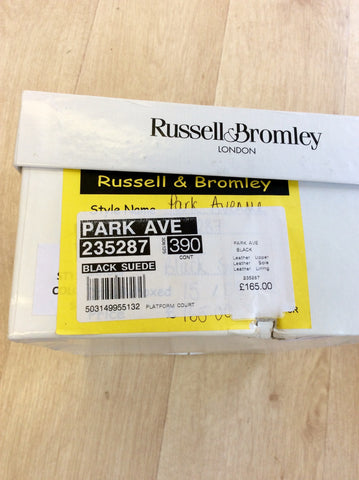 Russell & Bromley
LONDON
Russell & Bromley
Style Name Park Avenue
PARK AVE
235287
390
CONT
BLACK SUEDE
503149955132 PLATFORM COURT
PARK AVE
BLACK
Leather Upper
Leather Sole
Leather Lining
235287
£165.00